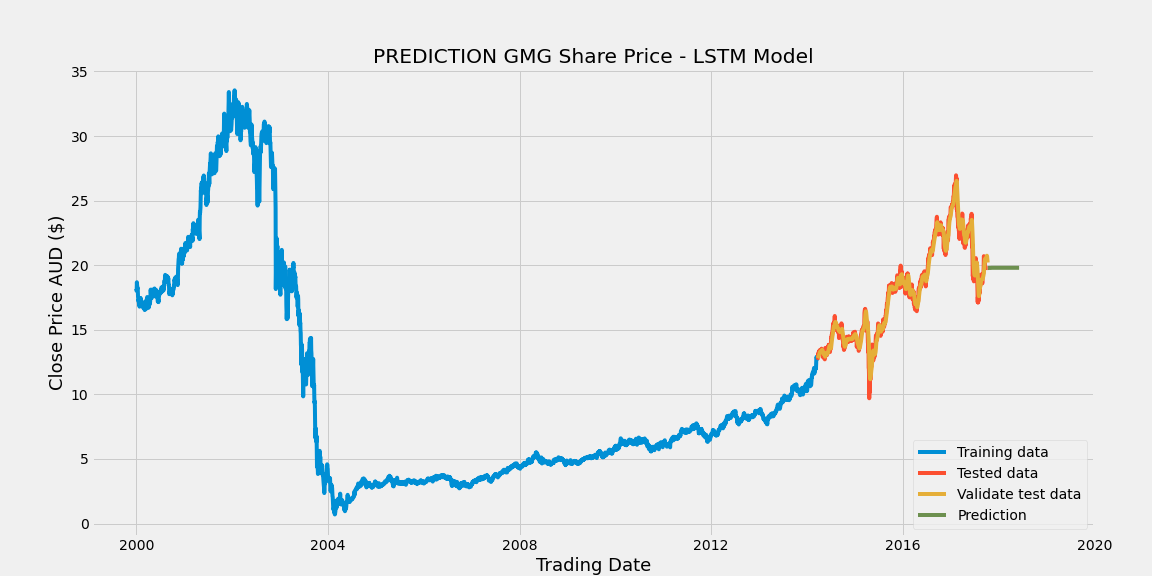 PREDICTION GMG Share Price - LSTM Model
35
30
25
20
15
10
5
0
Close Price AUD ($)
Training data
Tested data
Validate test data
Prediction
2000 2004 2008 2012 2016 2020
Trading Date